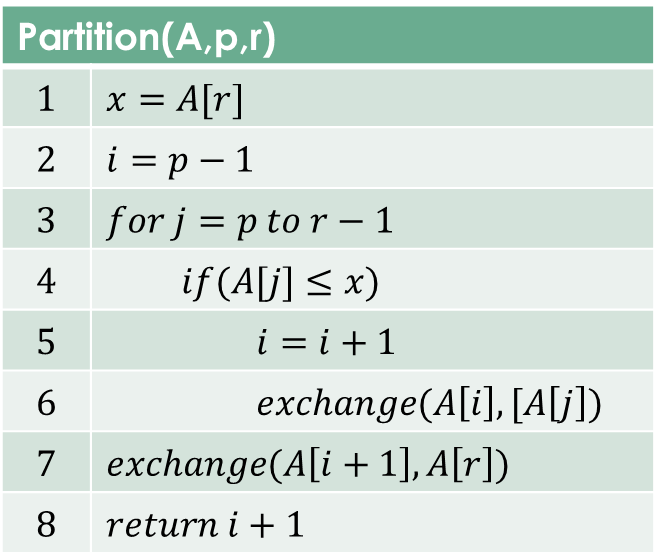 Partition(A,p,r)
1 x = A[r]
2 i = p − 1
3 for j = p to r − 1
4 if(A[j] ≤ x)
5 i = i + 1
6 exchange(A[i], [A[j])
7 exchange(A[i + 1], A[r])
8 return i + 1